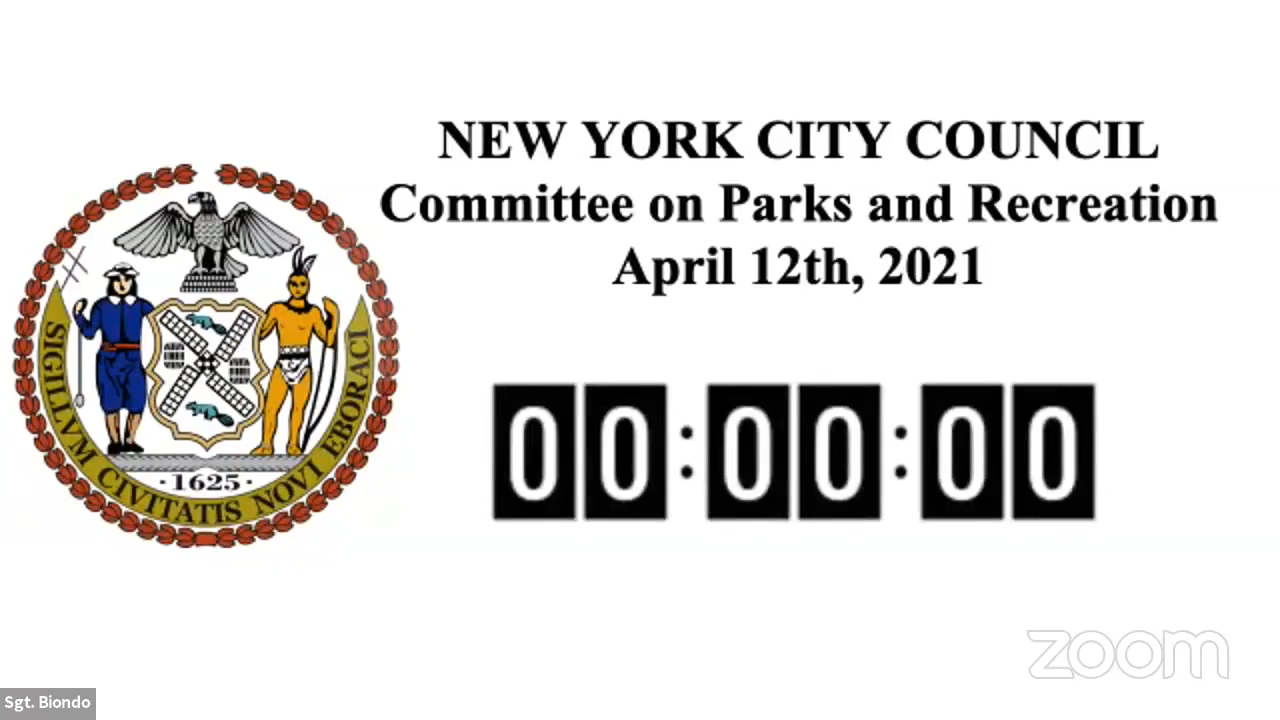 NEW YORK CITY COUNCIL
Committee on Parks and Recreation
April 12th, 2021
SIGILLVM CIVITATIS NOVI EBORACI
·1625·
00:00:00
zoom
Sgt. Biondo